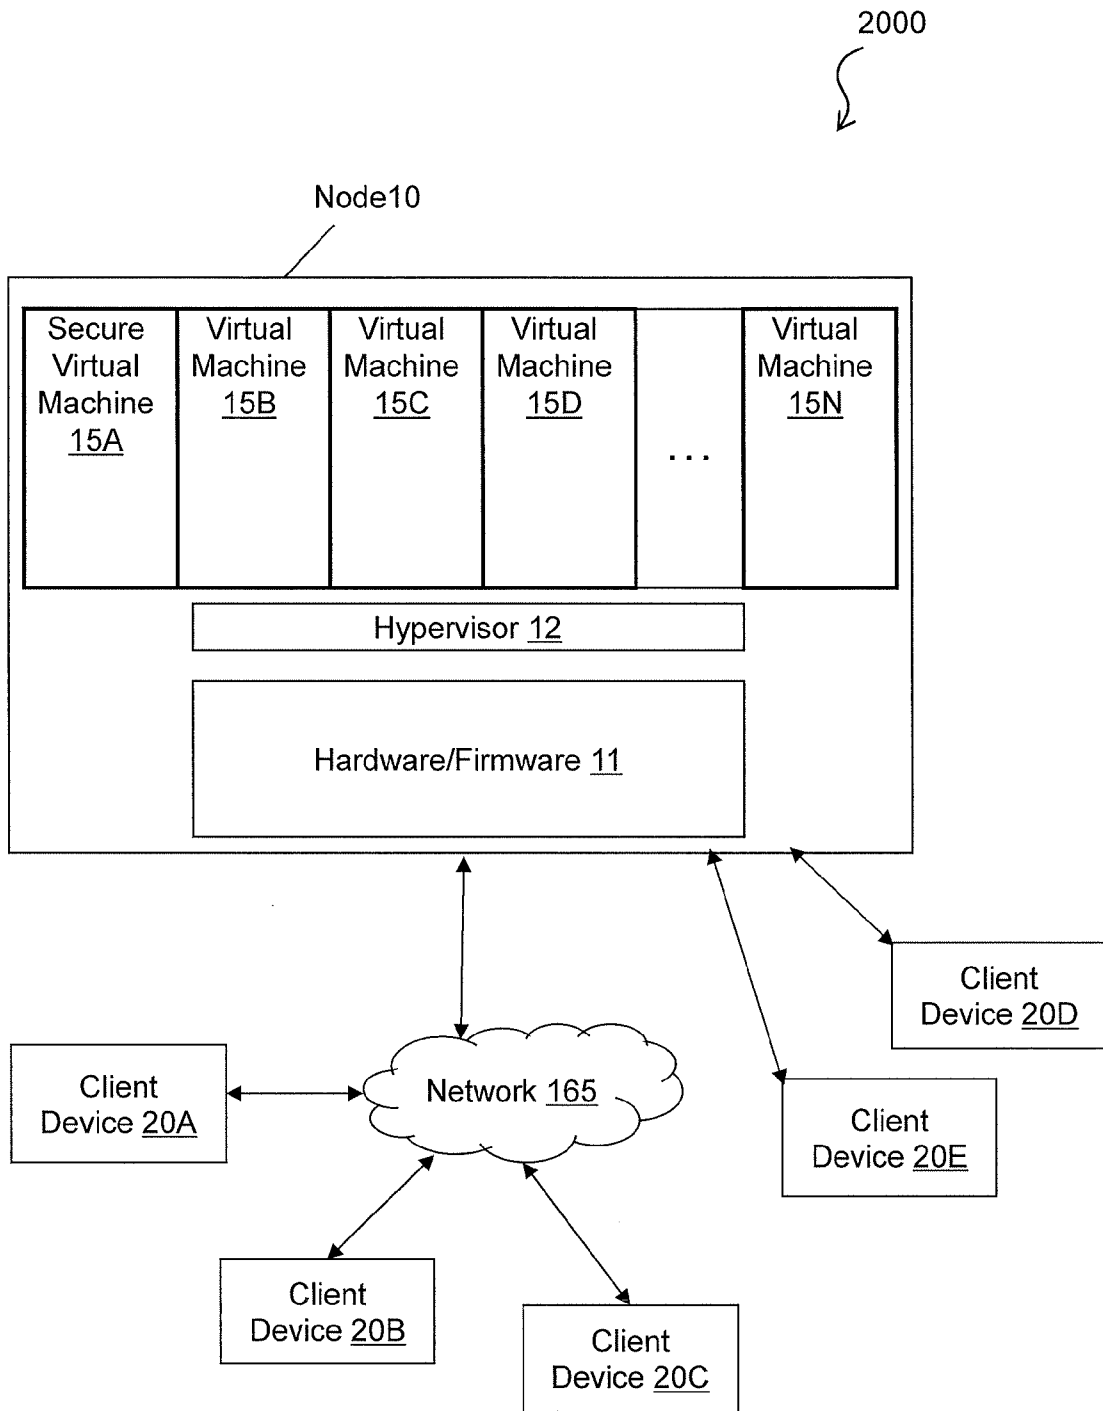 2000
Node10
Secure
Virtual
Machine
15A
Virtual
Machine
15B
Virtual
Machine
15C
Virtual
Machine
15D
...
Virtual
Machine
15N
Hypervisor 12
Hardware/Firmware 11
Client
Device 20D
Client
Device 20A
Network 165
Client
Device 20E
Client
Device 20B
Client
Device 20C